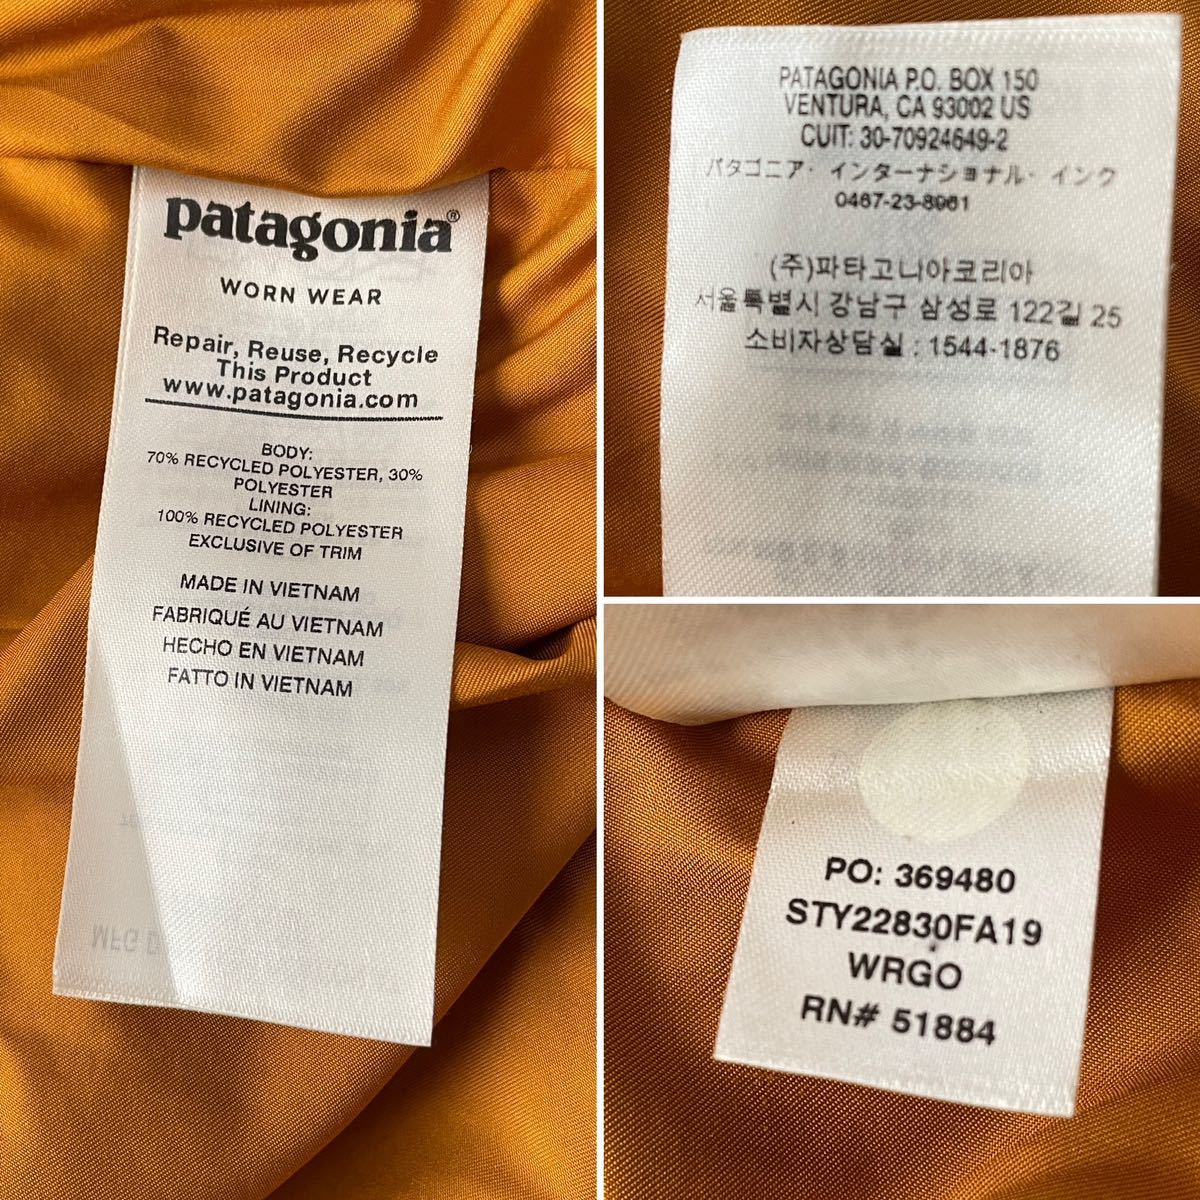 patagonia®
WORN WEAR
Repair, Reuse, Recycle
This Product
www.patagonia.com
BODY:
70% RECYCLED POLYESTER, 30%
POLYESTER
LINING:
100% RECYCLED POLYESTER
EXCLUSIVE OF TRIM
MADE IN VIETNAM
FABRIQUÉ AU VIETNAM
HECHO EN VIETNAM
FATTO IN VIETNAM
PATAGONIA P.O. BOX 150
VENTURA, CA 93002 US
CUIT: 30-70924649-2
パタゴニア・インターナショナル・インク
0467-23-8961
(주)파타고니아코리아
서울특별시 강남구 삼성로 122길 25
소비자상담실 : 1544-1876
PO: 369480
STY22830FA19
WRGO
RN# 51884